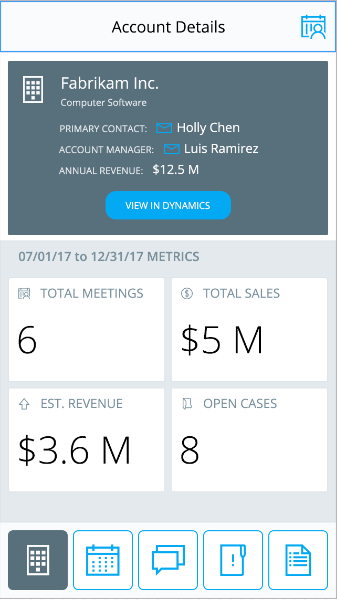 Account Details
Fabrikam Inc.
Computer Software
PRIMARY CONTACT: Holly Chen
ACCOUNT MANAGER: Luis Ramirez
ANNUAL REVENUE: $12.5 M
VIEW IN DYNAMICS
07/01/17 to 12/31/17 METRICS
TOTAL MEETINGS
6
TOTAL SALES
$5 M
EST. REVENUE
$3.6 M
OPEN CASES
8